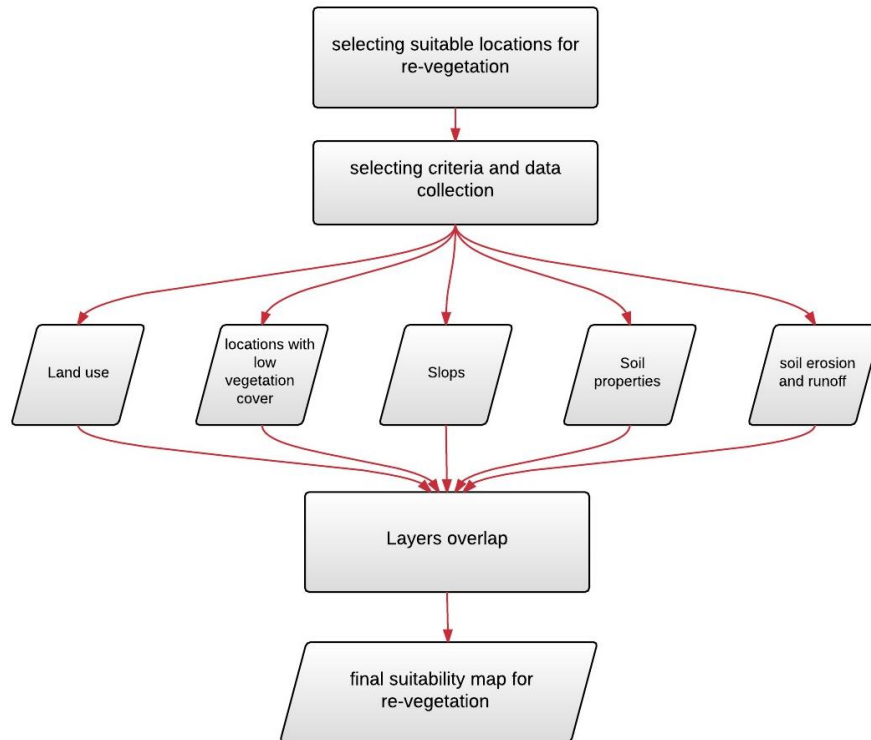 selecting suitable locations for
re-vegetation
selecting criteria and data
collection
Land use
locations with
low
vegetation
cover
Slops
Soil
properties
soil erosion
and runoff
Layers overlap
final suitability map for
re-vegetation